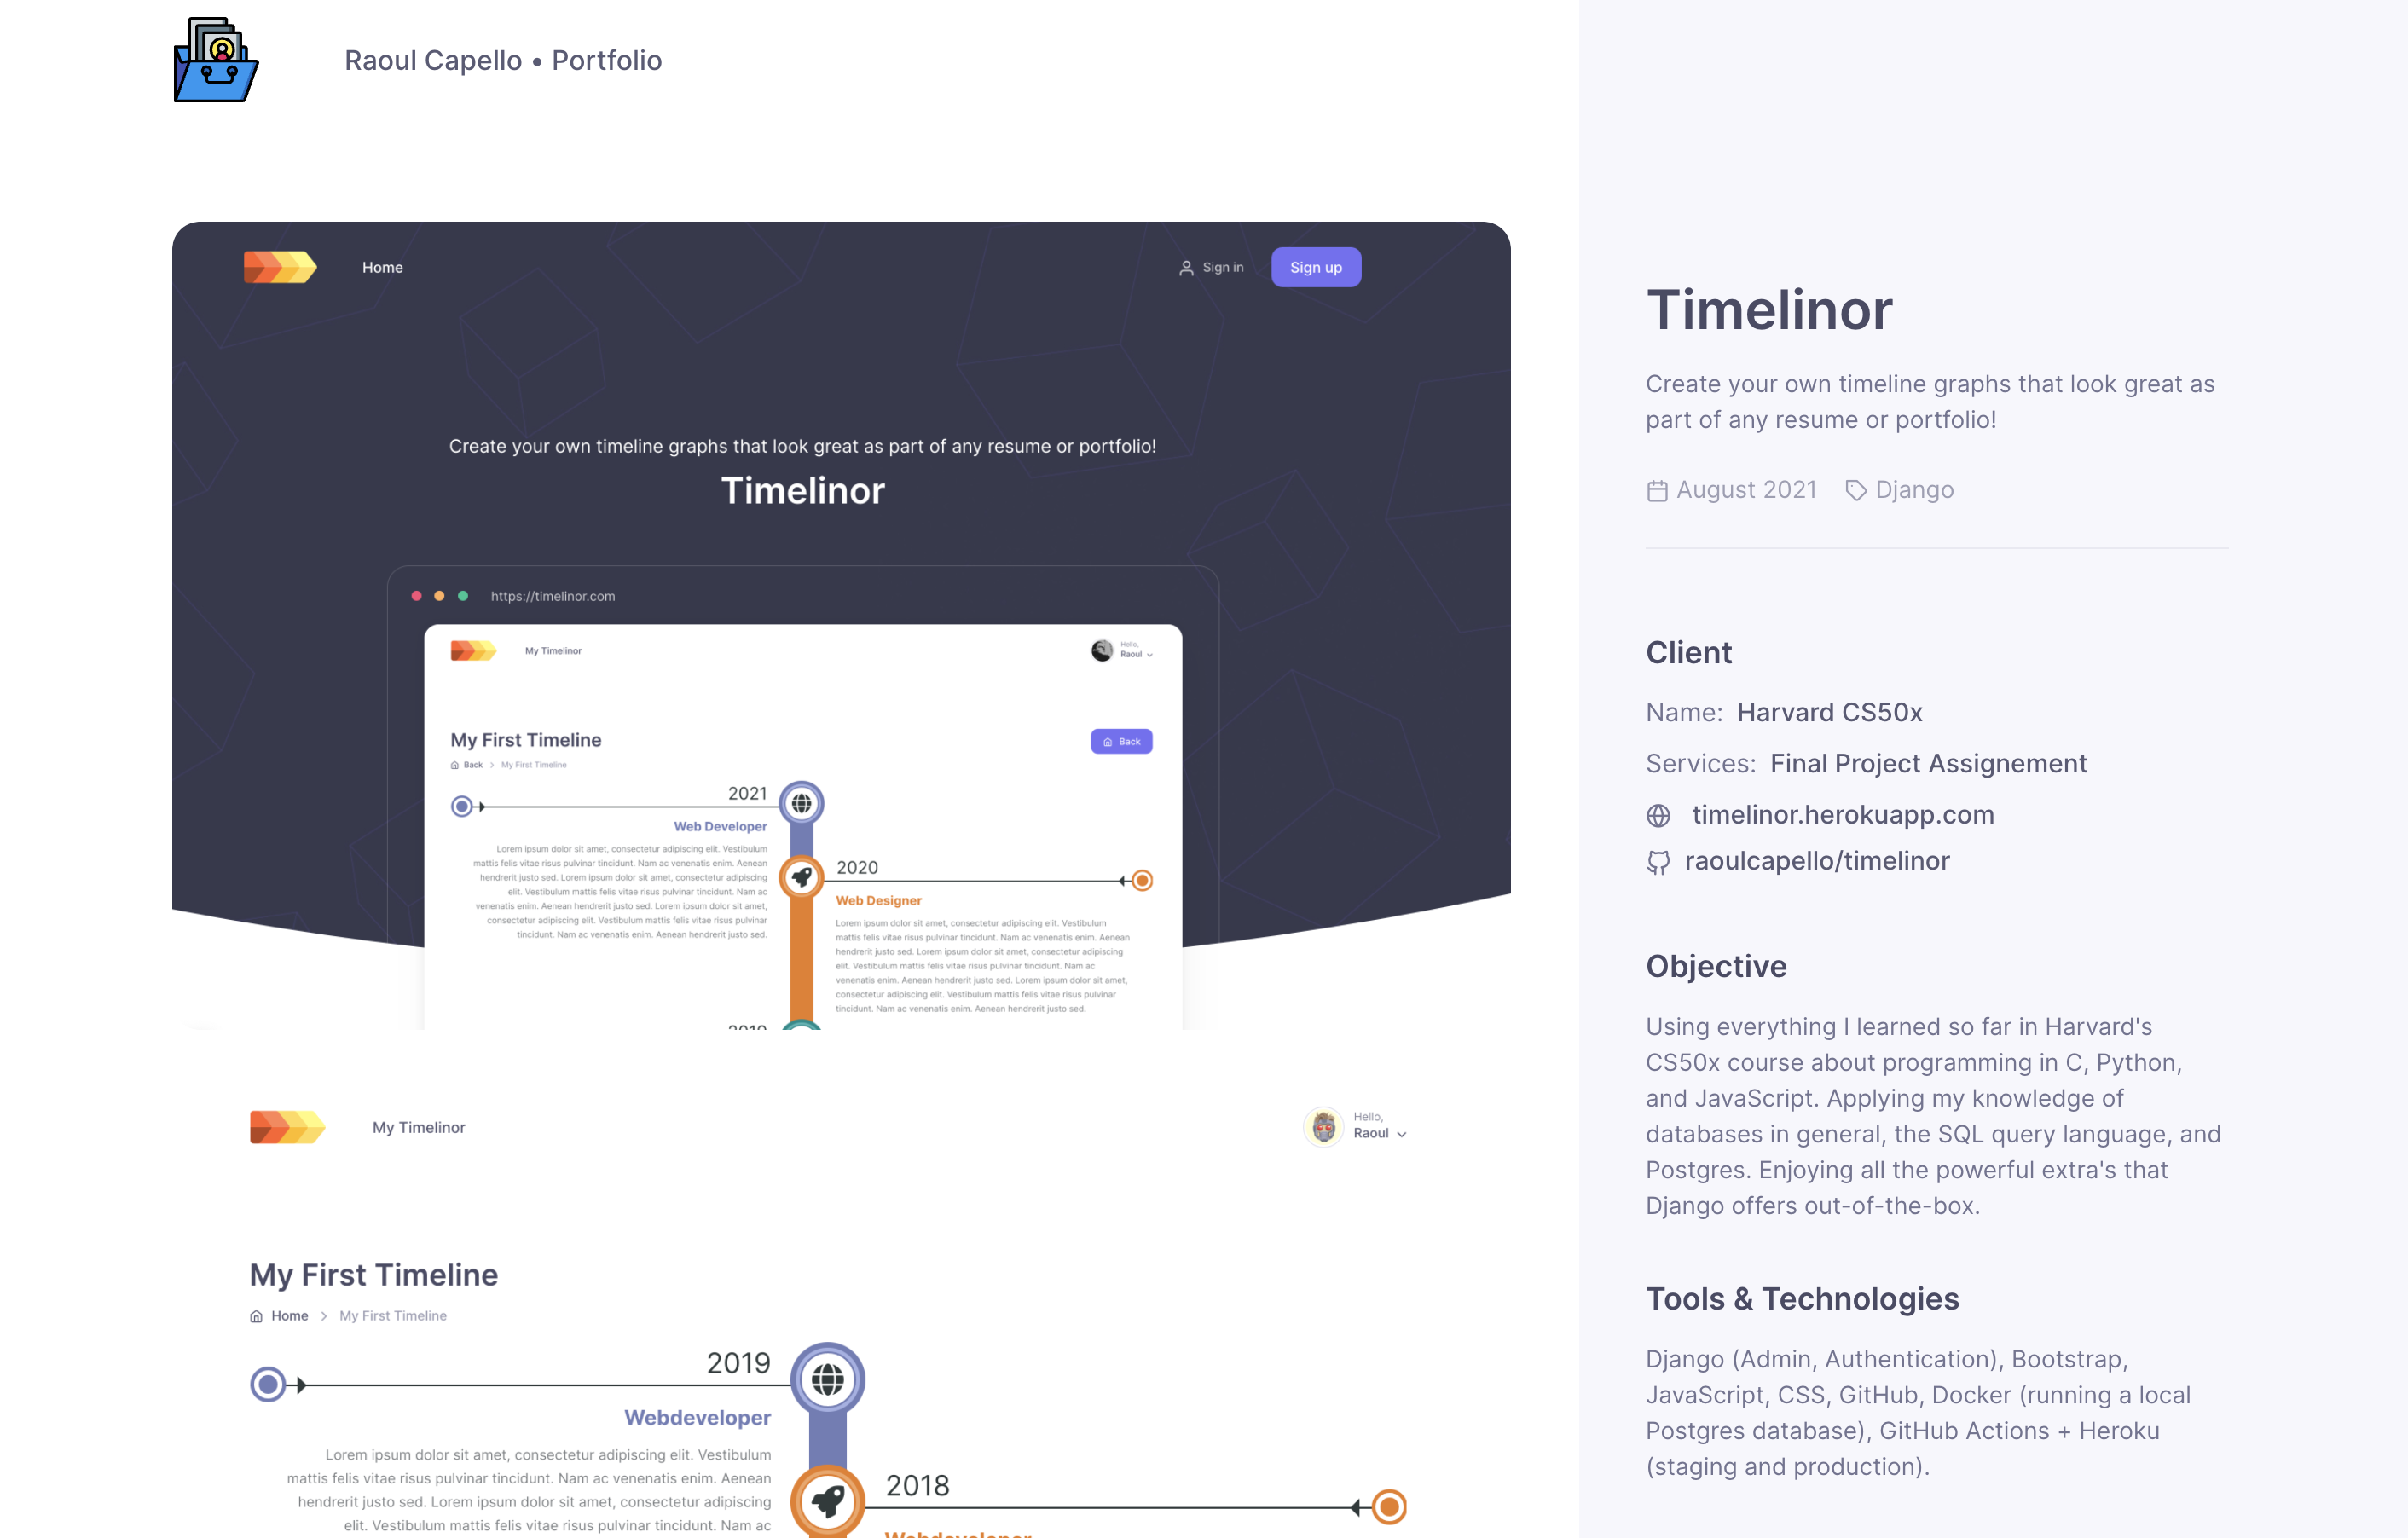 Raoul Capello • Portfolio
Home
Sign in
Sign up
Create your own timeline graphs that look great as part of any resume or portfolio!
Timelinor
https://timelinor.com
My Timelinor
Hello,
Raoul
My First Timeline
Back
Back > My First Timeline
2021
Web Developer
Lorem ipsum dolor sit amet, consectetur adipiscing elit. Vestibulum
mattis felis vitae risus pulvinar tincidunt. Nam ac venenatis enim. Aenean
hendrerit justo sed. Lorem ipsum dolor sit amet, consectetur adipiscing
elit. Vestibulum mattis felis vitae risus pulvinar tincidunt. Nam ac
venenatis enim. Aenean hendrerit justo sed. Lorem ipsum dolor sit amet,
consectetur adipiscing elit. Vestibulum mattis felis vitae risus pulvinar
tincidunt. Nam ac venenatis enim. Aenean hendrerit justo sed.
2020
Web Designer
Lorem ipsum dolor sit amet, consectetur adipiscing elit. Vestibulum
mattis felis vitae risus pulvinar tincidunt. Nam ac venenatis enim. Aenean
hendrerit justo sed. Lorem ipsum dolor sit amet, consectetur adipiscing
elit. Vestibulum mattis felis vitae risus pulvinar tincidunt. Nam ac
venenatis enim. Aenean hendrerit justo sed. Lorem ipsum dolor sit amet,
consectetur adipiscing elit. Vestibulum mattis felis vitae risus pulvinar
tincidunt. Nam ac venenatis enim. Aenean hendrerit justo sed.
2019
My Timelinor
Hello,
Raoul
My First Timeline
Home > My First Timeline
2019
Webdeveloper
Lorem ipsum dolor sit amet, consectetur adipiscing elit. Vestibulum
mattis felis vitae risus pulvinar tincidunt. Nam ac venenatis enim. Aenean
hendrerit justo sed. Lorem ipsum dolor sit amet, consectetur adipiscing
elit. Vestibulum mattis felis vitae risus pulvinar tincidunt. Nam ac
2018
Webdeveloper
Timelinor
Create your own timeline graphs that look great as
part of any resume or portfolio!
August 2021 Django
Client
Name: Harvard CS50x
Services: Final Project Assignement
timelinor.herokuapp.com
raoulcapello/timelinor
Objective
Using everything I learned so far in Harvard's
CS50x course about programming in C, Python,
and JavaScript. Applying my knowledge of
databases in general, the SQL query language, and
Postgres. Enjoying all the powerful extra's that
Django offers out-of-the-box.
Tools & Technologies
Django (Admin, Authentication), Bootstrap,
JavaScript, CSS, GitHub, Docker (running a local
Postgres database), GitHub Actions + Heroku
(staging and production).